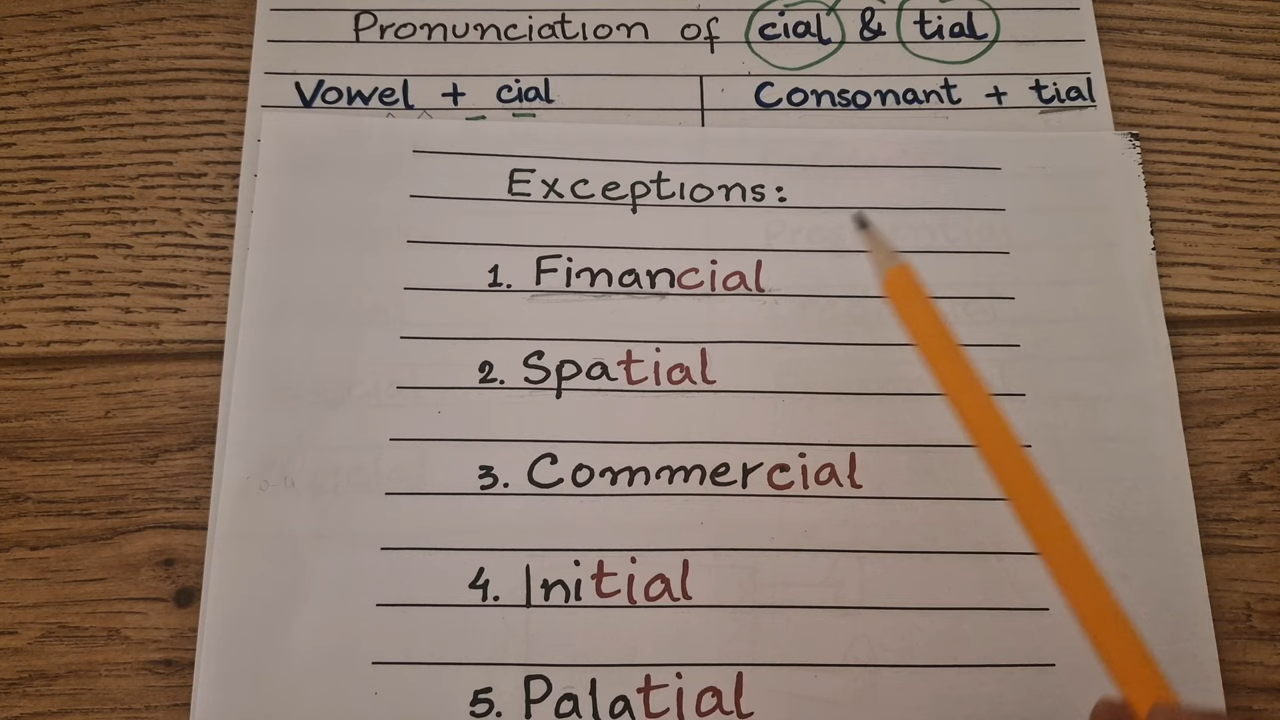 Pronunciation of cial & tial
Vowel + cial
Consonant + tial
Exceptions:
1. Financial
2. Spatial
3. Commercial
4. Initial
5. Palatial